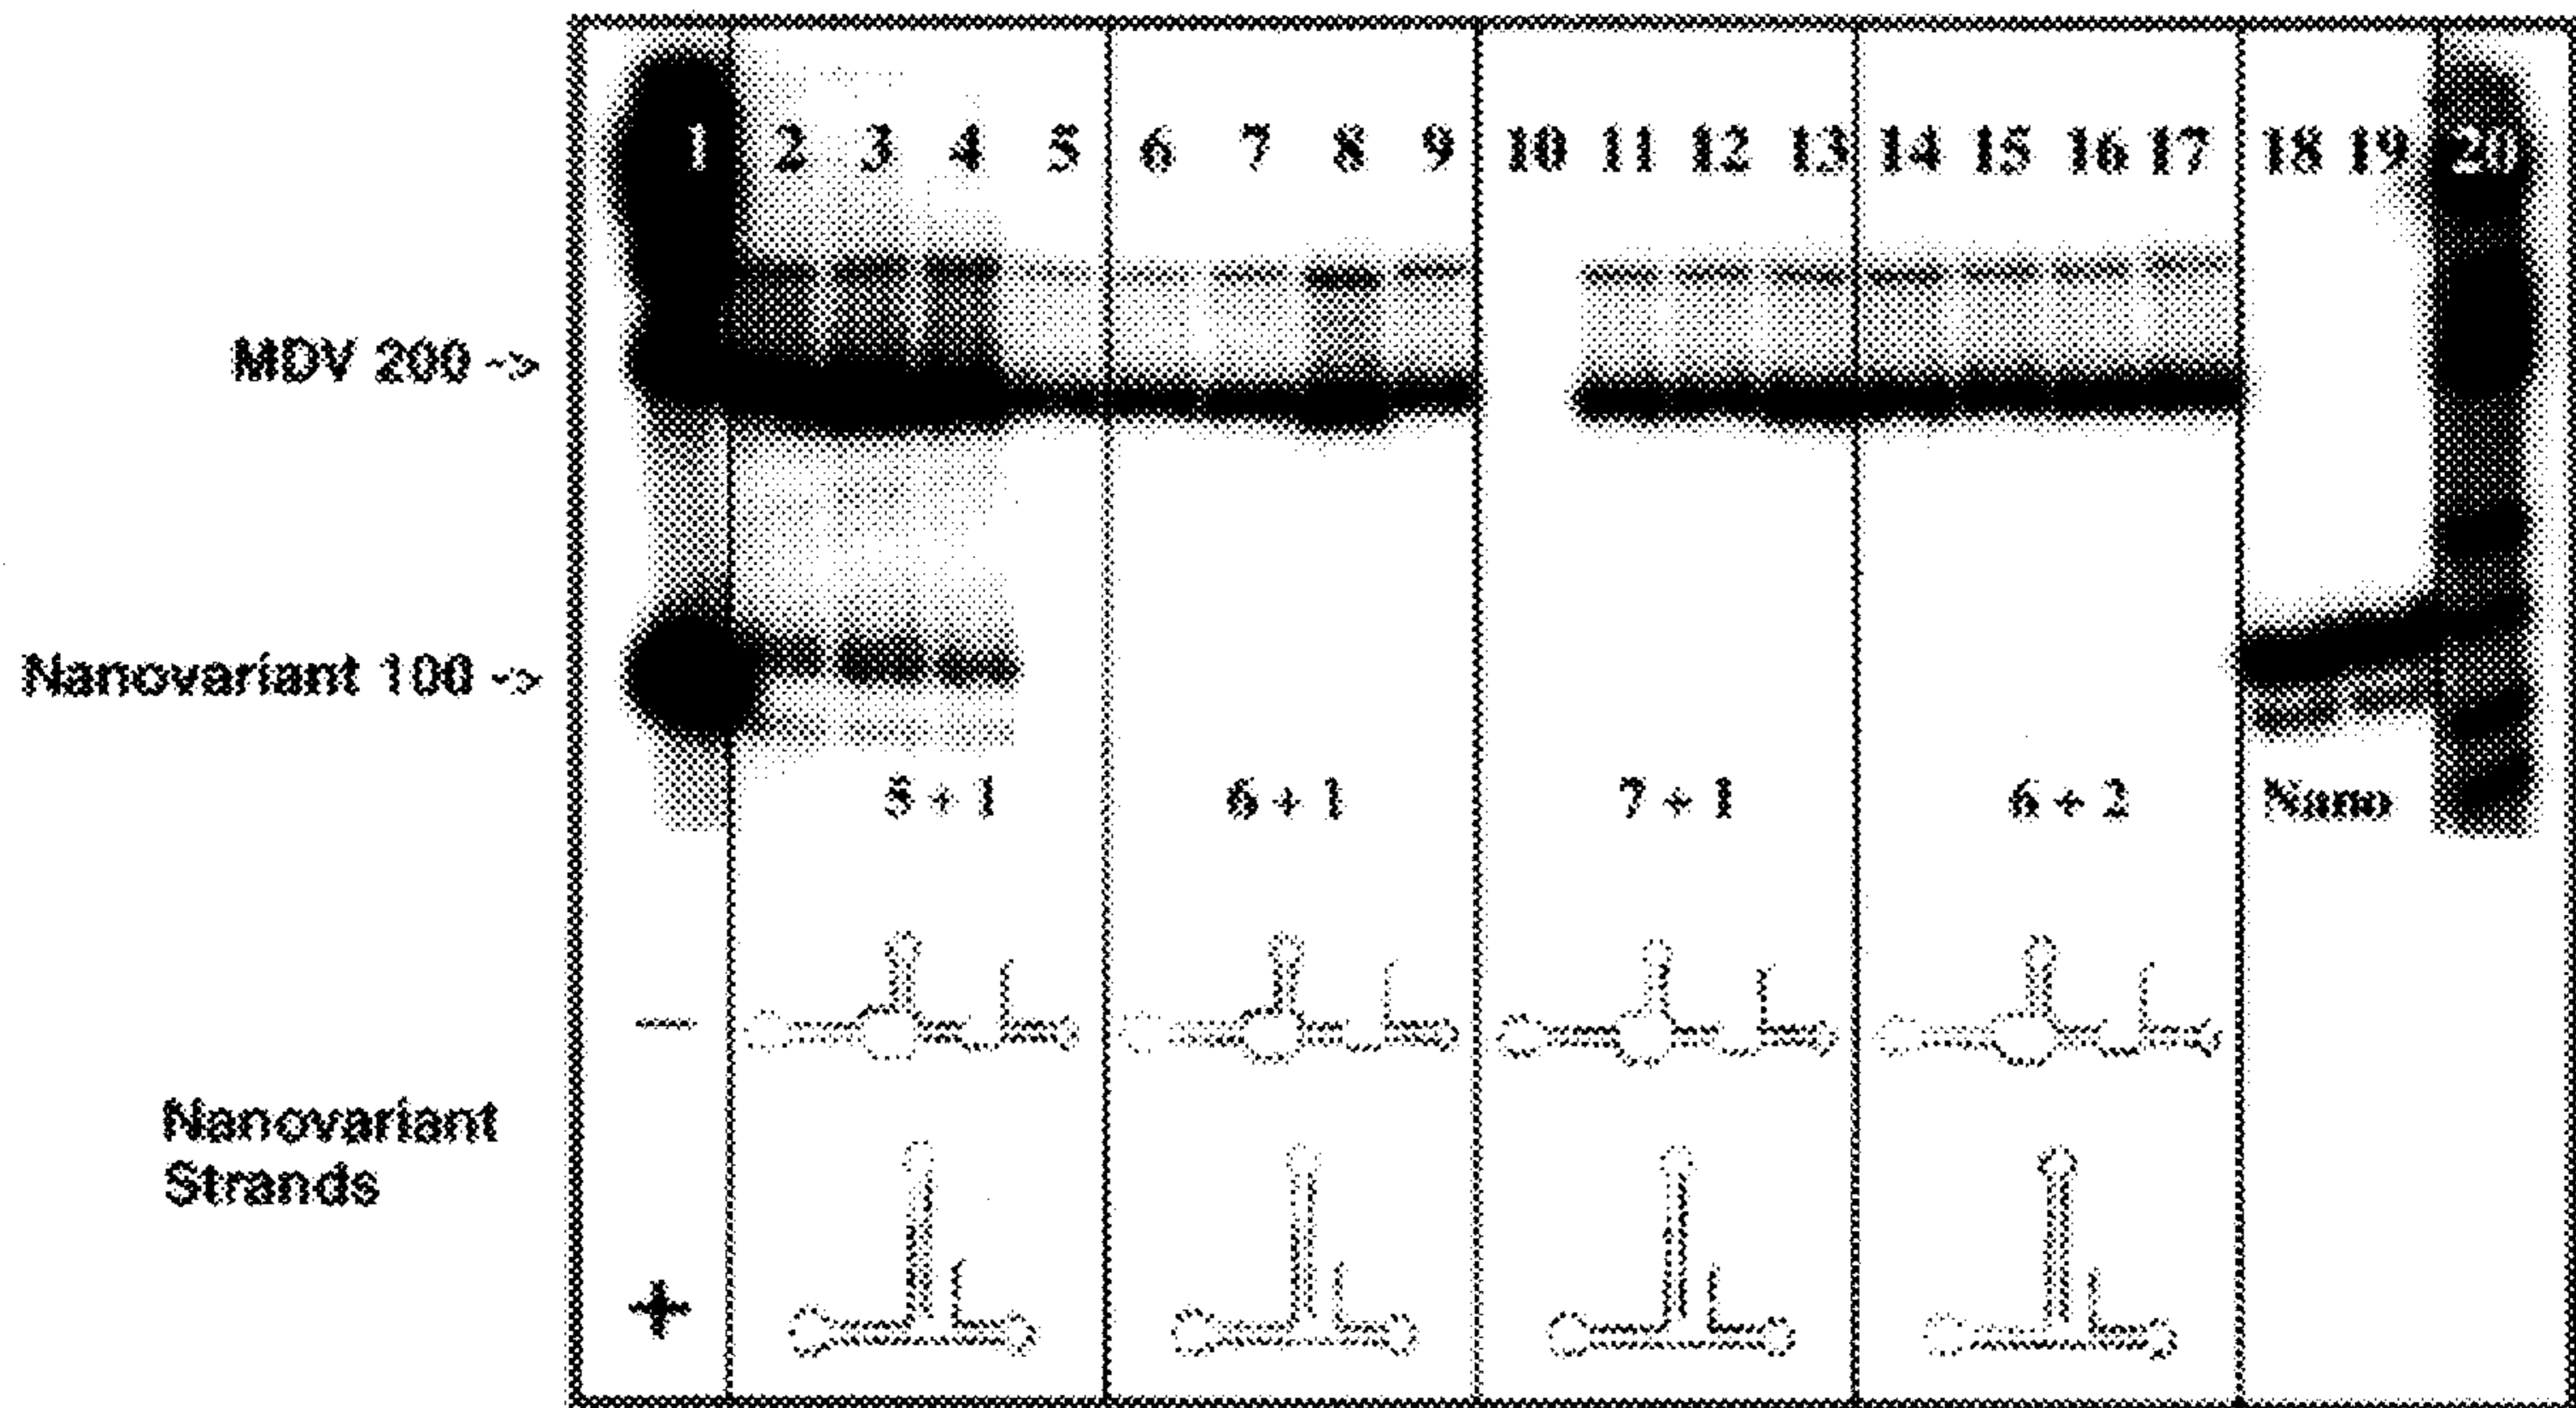 1 2 3 4 5 6 7 8 9 10 11 12 13 14 15 16 17 18 19 20
MDV 200 ->
Nanovariant 100 ->
5 + 1 6 + 1 7 + 1 6 + 2 Nano
—
Nanovariant
Strands
+